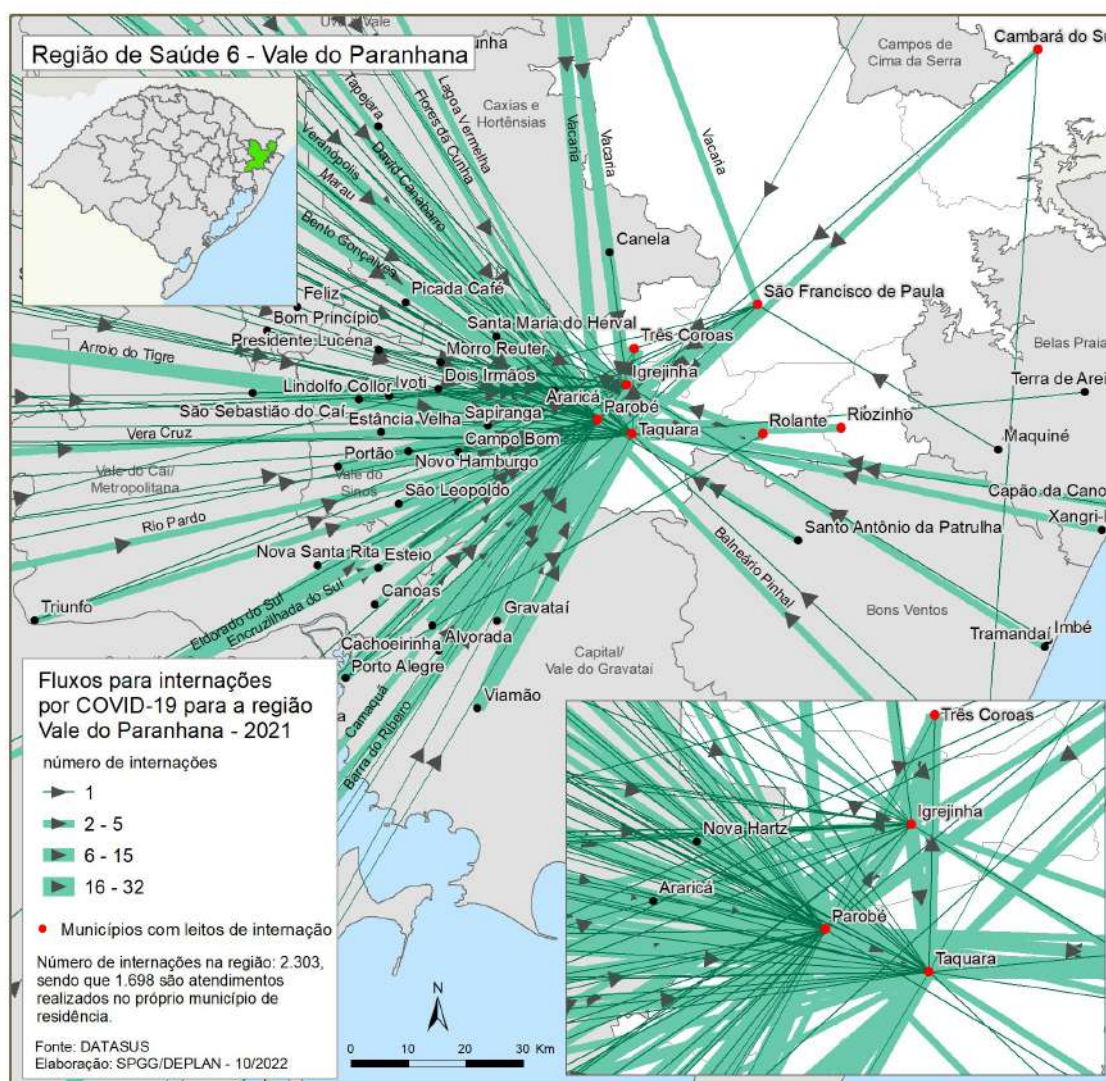 Região de Saúde 6 - Vale do Paranhana
Cambará do Su
Campos de
Cima da Serra
Caxias e
Hortênsias
Lagoa Vermelha
Flores da Cunha
Tapejara
David Canabarro
Veranópolis
Marau
Bento Gonçalves
Vacaria
Vacaria
Vacaria
Canela
Picada Café
Feliz
Bom Princípio
Presidente Lucena
Santa Maria do Herval
São Francisco de Paula
Três Coroas
Morro Reuter
Igrejinha
Belas Praia
Arroio do Tigre
Dois Irmãos
Lindolfo Collor
Ivoti
Araricá
Terra de Arei
Parobé
São Sebastião do Caí
Estância Velha
Sapiranga
Rolante
Riozinho
Taquara
Vera Cruz
Campo Bom
Maquiné
Portão
Novo Hamburgo
Vale do Caí/
Metropolitana
Vale do
Sinos
São Leopoldo
Capão da Cano
Rio Pardo
Santo Antônio da Patrulha
Xangri-l
Nova Santa Rita
Esteio
Balneário Pinhal
Triunfo
Canoas
Gravataí
Bons Ventos
Eldorado do Sul
Encruzilhada do Sul
Cachoeirinha
Alvorada
Tramandaí
Imbé
Porto Alegre
Capital/
Vale do Gravataí
Viamão
Camaquã
Barra do Ribeiro
Fluxos para internações
por COVID-19 para a região
Vale do Paranhana - 2021
número de internações
1
2 - 5
6 - 15
16 - 32
Municípios com leitos de internação
Número de internações na região: 2.303,
sendo que 1.698 são atendimentos
realizados no próprio município de
residência.
Fonte: DATASUS
Elaboração: SPGG/DEPLAN - 10/2022
N
0 10 20 30 Km
Três Coroas
Igrejinha
Nova Hartz
Araricá
Parobé
Taquara